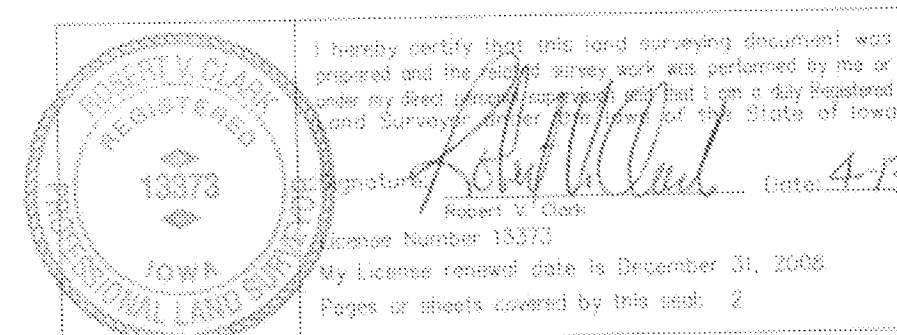 ROBERT V. CLARK
REGISTERED
13373
IOWA
PROFESSIONAL LAND SURVEYOR
I hereby certify that this land surveying document was
prepared and the related survey work was performed by me or
under my direct personal supervision and that I am a duly Registered
Land Surveyor under the laws of the State of Iowa
Signature Robert V. Clark Date: 4-
Robert V. Clark
License Number 13373
My License renewal date is December 31, 2008
Pages or sheets covered by this seal: 2